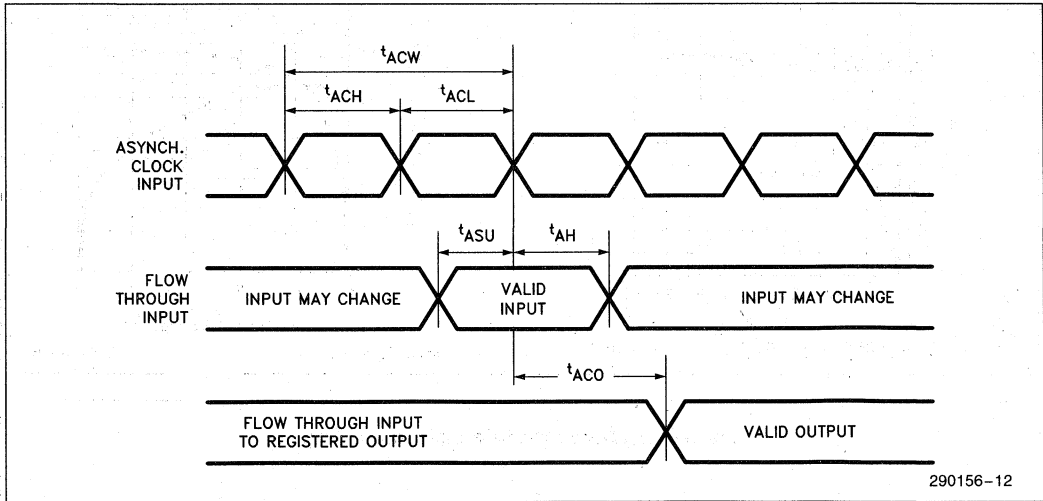 tACW
tACH
tACL
ASYNCH.
CLOCK
INPUT
tASU
tAH
FLOW
THROUGH
INPUT
INPUT MAY CHANGE
VALID
INPUT
INPUT MAY CHANGE
tACO
FLOW THROUGH INPUT
TO REGISTERED OUTPUT
VALID OUTPUT
290156–12